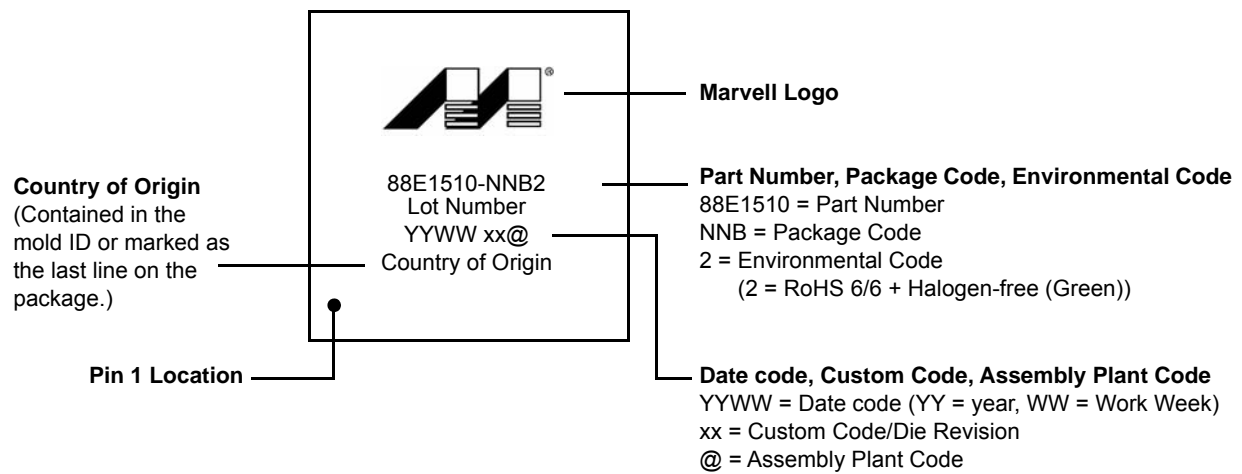 ®
Marvell Logo
Country of Origin
(Contained in the
mold ID or marked as
the last line on the
package.)
88E1510-NNB2
Lot Number
YYWW xx@
Country of Origin
Part Number, Package Code, Environmental Code
88E1510 = Part Number
NNB = Package Code
2 = Environmental Code
(2 = RoHS 6/6 + Halogen-free (Green))
Pin 1 Location
Date code, Custom Code, Assembly Plant Code
YYWW = Date code (YY = year, WW = Work Week)
xx = Custom Code/Die Revision
@ = Assembly Plant Code